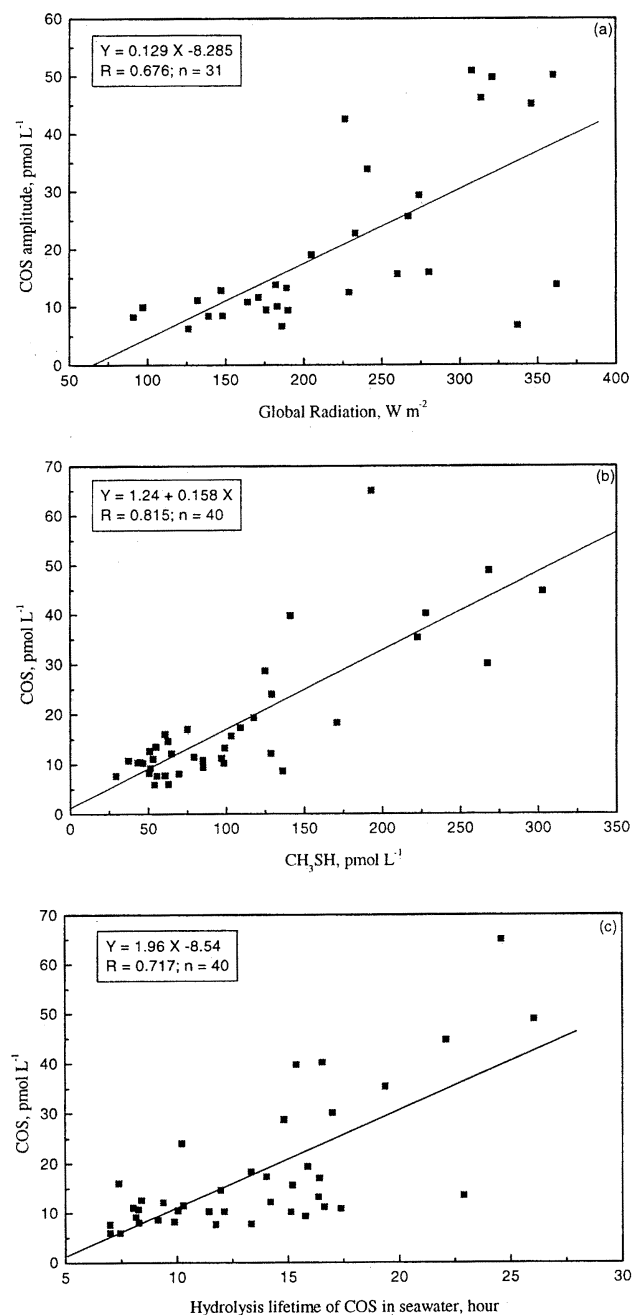 (a)
Y = 0.129 X -8.285
R = 0.676; n = 31
60
50
40
30
20
10
0
COS amplitude, pmol L⁻¹
50 100 150 200 250 300 350 400
Global Radiation, W m⁻²
(b)
Y = 1.24 + 0.158 X
R = 0.815; n = 40
70
60
50
40
30
20
10
0
COS, pmol L⁻¹
0 50 100 150 200 250 300 350
CH₃SH, pmol L⁻¹
(c)
Y = 1.96 X -8.54
R = 0.717; n = 40
70
60
50
40
30
20
10
0
COS, pmol L⁻¹
5 10 15 20 25 30
Hydrolysis lifetime of COS in seawater, hour